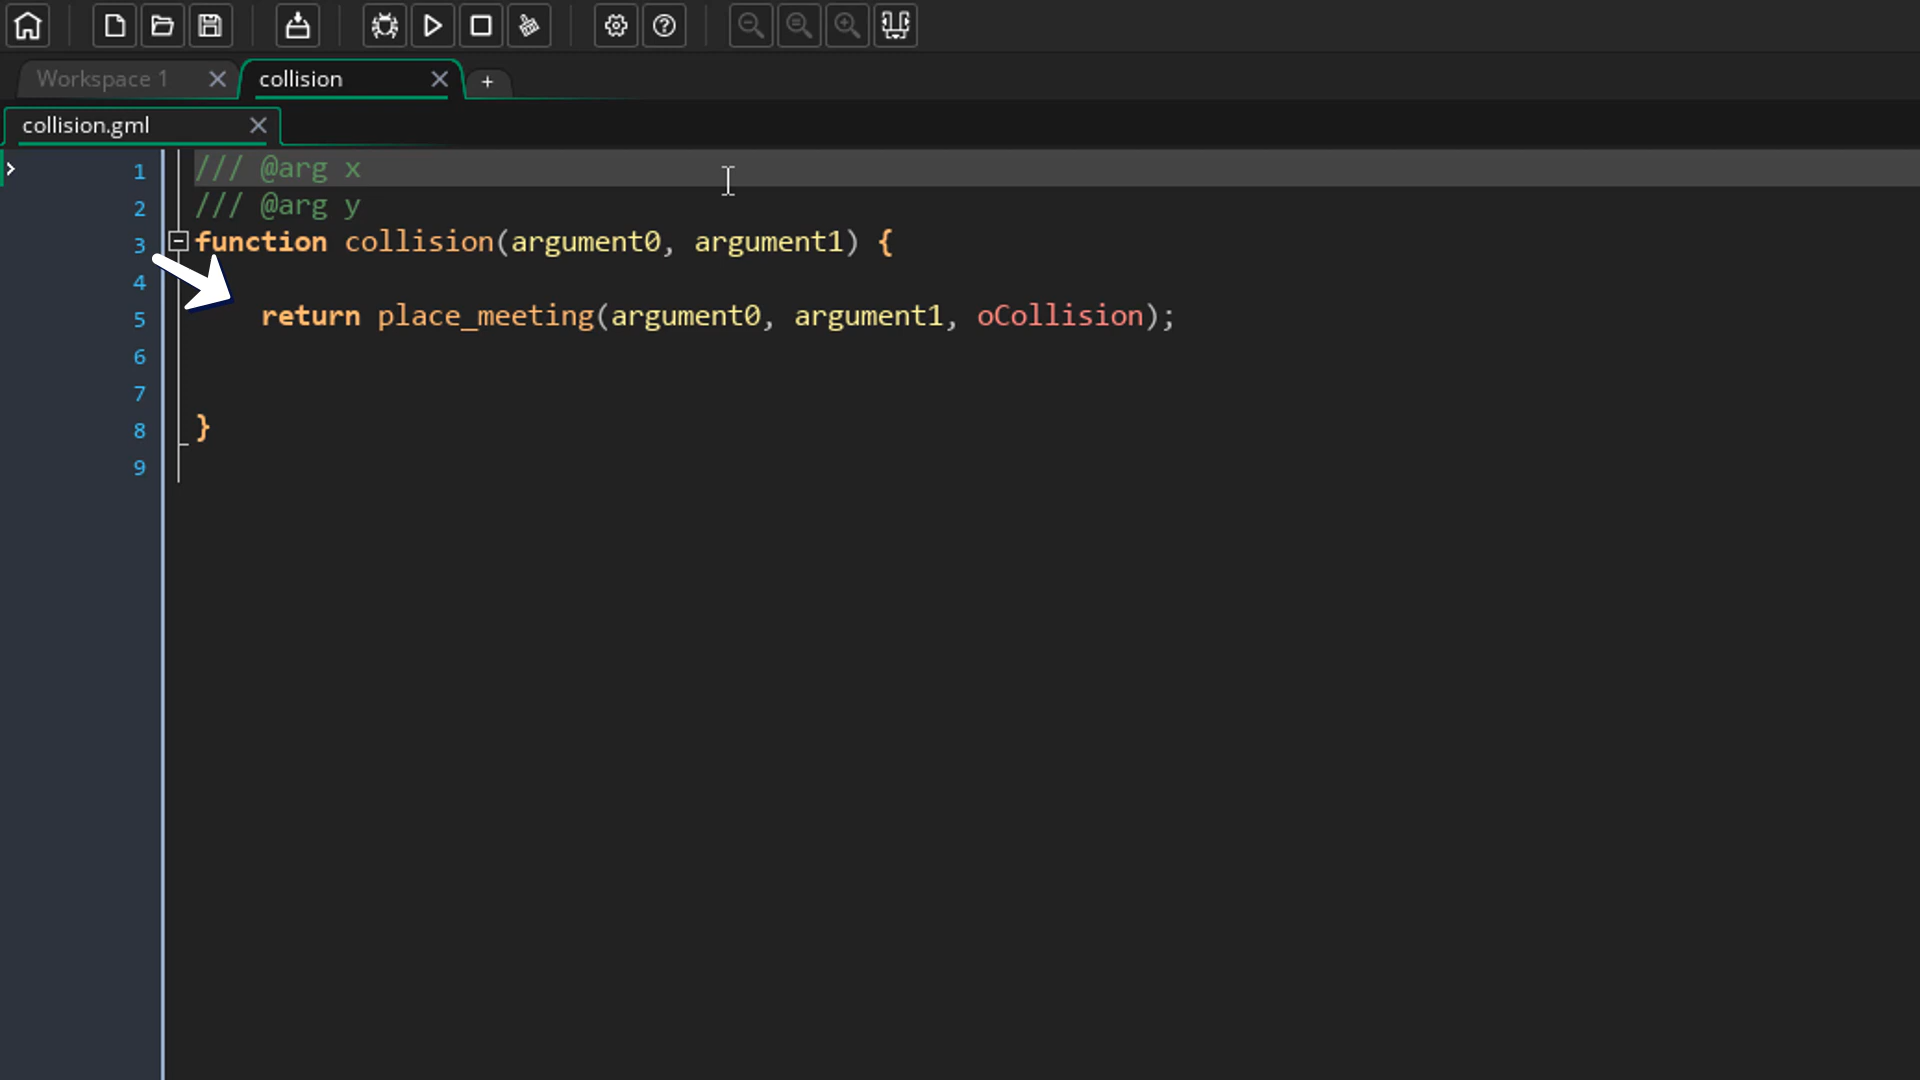 Workspace 1
collision
+
collision.gml
1 /// @arg x
2 /// @arg y
3 function collision(argument0, argument1) {
4
5 return place_meeting(argument0, argument1, oCollision);
6
7
8 }
9